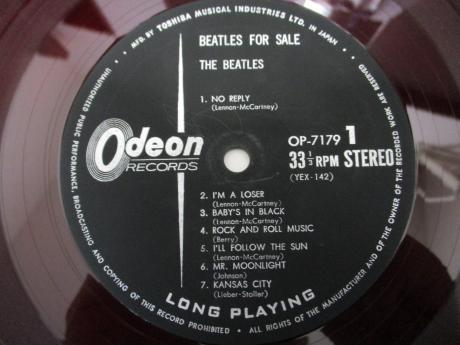 MFD. BY TOSHIBA MUSICAL INDUSTRIES LTD. IN JAPAN • ALL RIGHTS OF THE MANUFACTURER AND OF THE OWNER OF THE RECORDED WORK ARE RESERVED • UNAUTHORIZED PUBLIC PERFORMANCE, BROADCASTING AND COPYING OF THIS RECORD PROHIBITED •
BEATLES FOR SALE
THE BEATLES
1. NO REPLY
(Lennon-McCartney)
Odeon
RECORDS
OP-7179 1
33 1/3 RPM STEREO
(YEX-142)
2. I'M A LOSER
(Lennon-McCartney)
3. BABY'S IN BLACK
(Lennon-McCartney)
4. ROCK AND ROLL MUSIC
(Berry)
5. I'LL FOLLOW THE SUN
(Lennon-McCartney)
6. MR. MOONLIGHT
(Johnson)
7. KANSAS CITY
(Lieber-Stoller)
LONG PLAYING